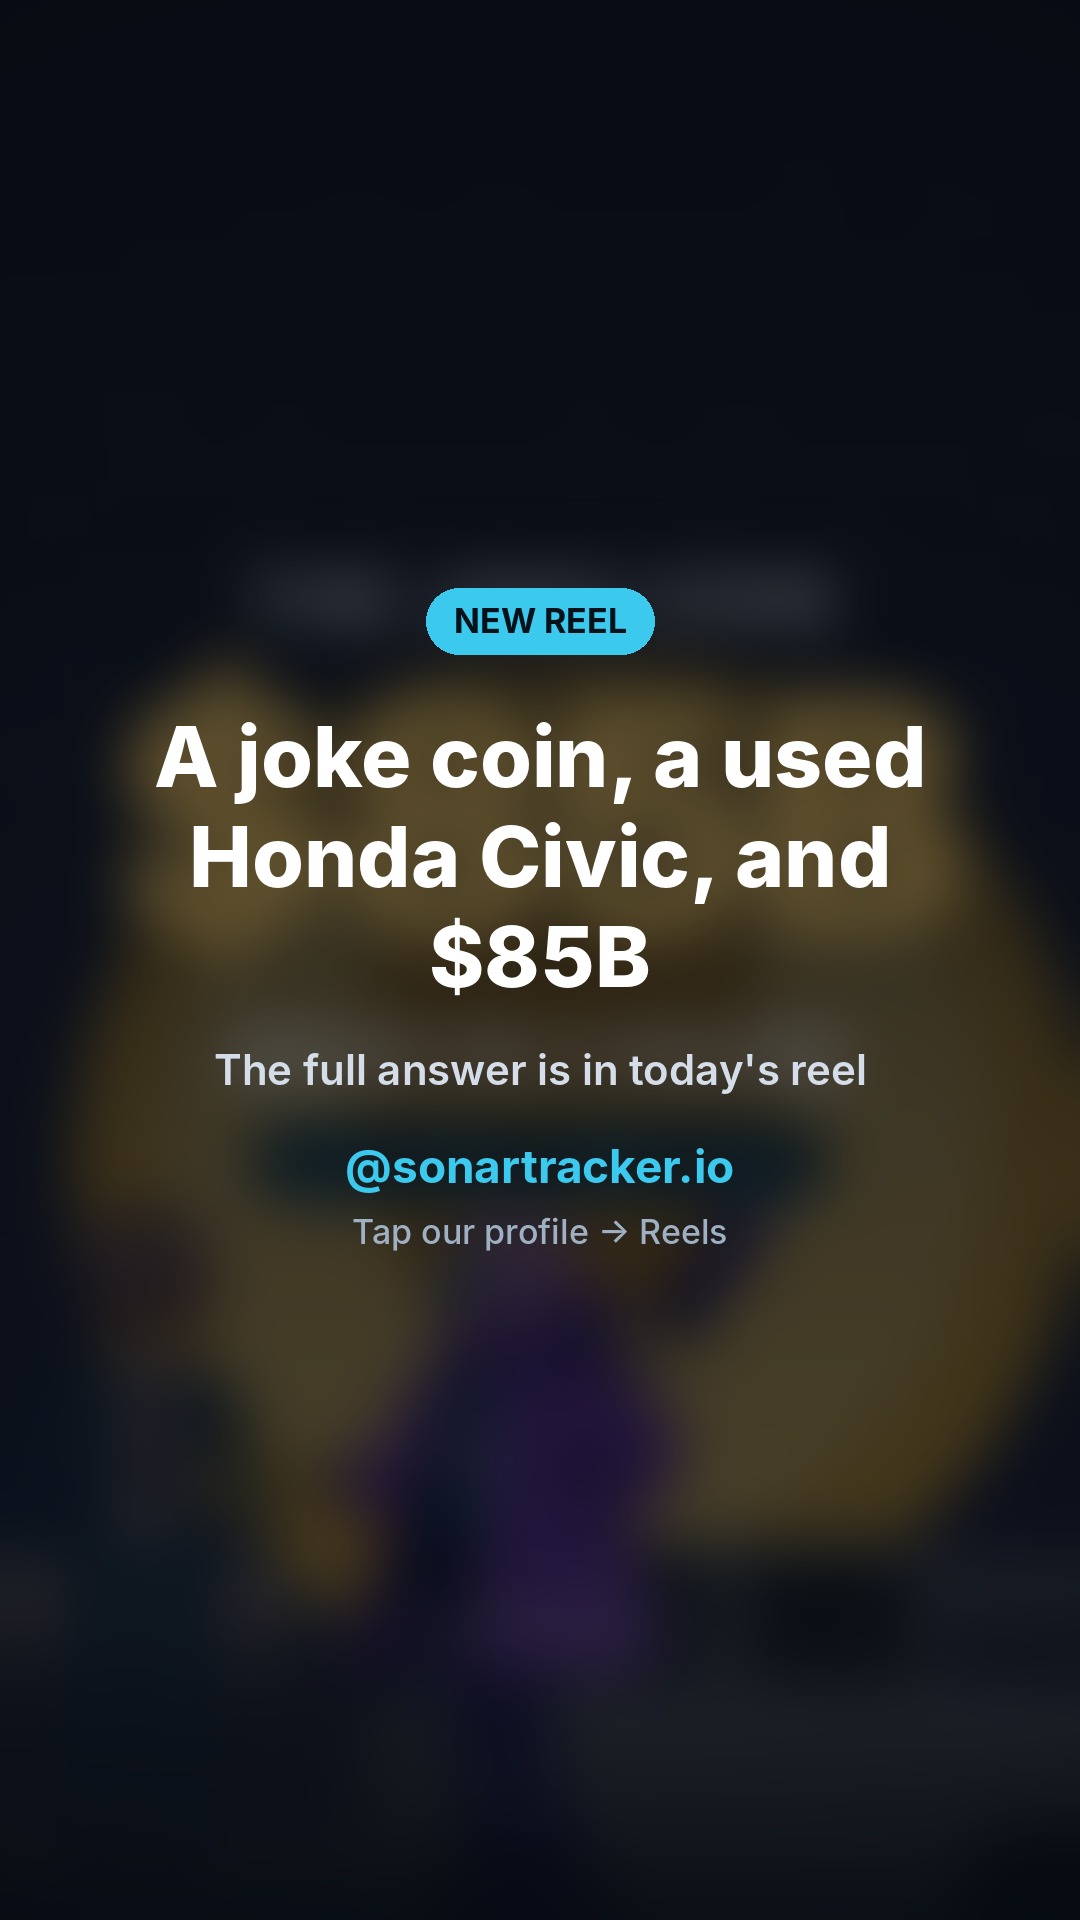 NEW REEL
A joke coin, a used
Honda Civic, and
$85B
The full answer is in today's reel
@sonartracker.io
Tap our profile → Reels